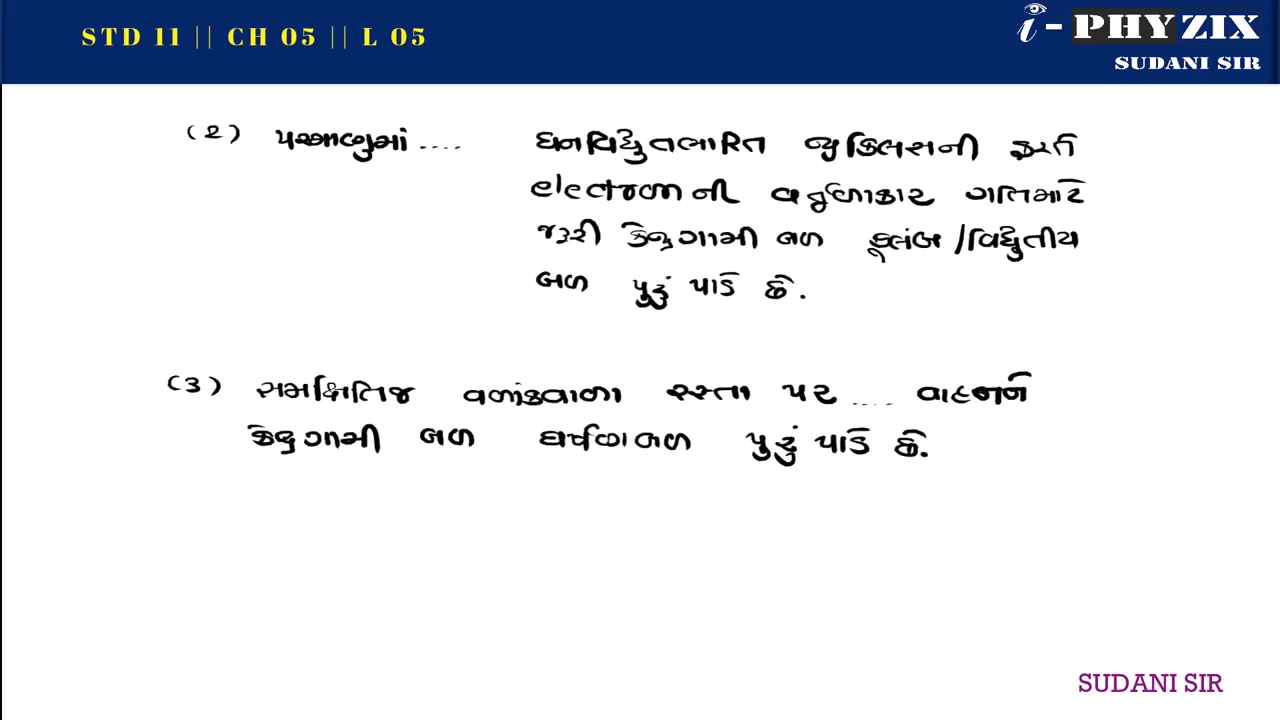 STD 11 || CH 05 || L 05
i - PHYZIX
SUDANI SIR
(2) પરમાણુમાં .... ધનવિદ્યુતભારિત ન્યુક્લિયસની ફરતે
electronની વર્તુળાકાર ગતિમાટે
જરૂરી કેન્દ્રગામી બળ કુલંબ /વિદ્યુતીય
બળ પુરું પાડે છે.
(3) સમક્ષિતિજ વળાંકવાળા રસ્તા પર .... વાહનને
કેન્દ્રગામી બળ ઘર્ષણબળ પુરું પાડે છે.
SUDANI SIR